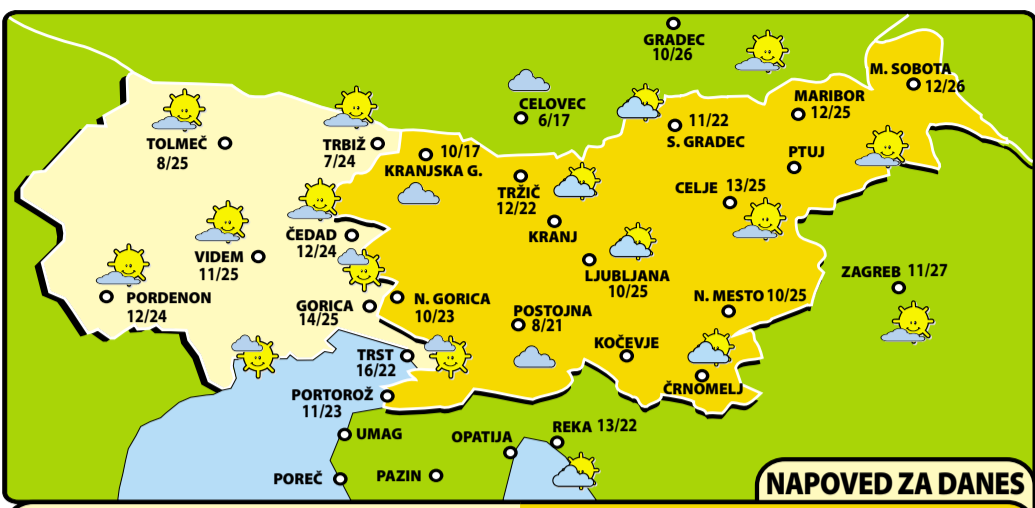 GRADEC
10/26
M. SOBOTA
12/26
CELOVEC
6/17
MARIBOR
12/25
11/22
S. GRADEC
TOLMEČ
8/25
TRBIŽ
7/24
10/17
KRANJSKA G.
PTUJ
TRŽIČ
12/22
CELJE 13/25
KRANJ
ČEDAD
12/24
VIDEM
11/25
LJUBLJANA
10/25
ZAGREB 11/27
PORDENON
12/24
GORICA
14/25
N. GORICA
10/23
N. MESTO 10/25
POSTOJNA
8/21
KOČEVJE
TRST
16/22
ČRNOMELJ
PORTOROŽ
11/23
UMAG
OPATIJA
REKA 13/22
POREČ
PAZIN
NAPOVED ZA DANES